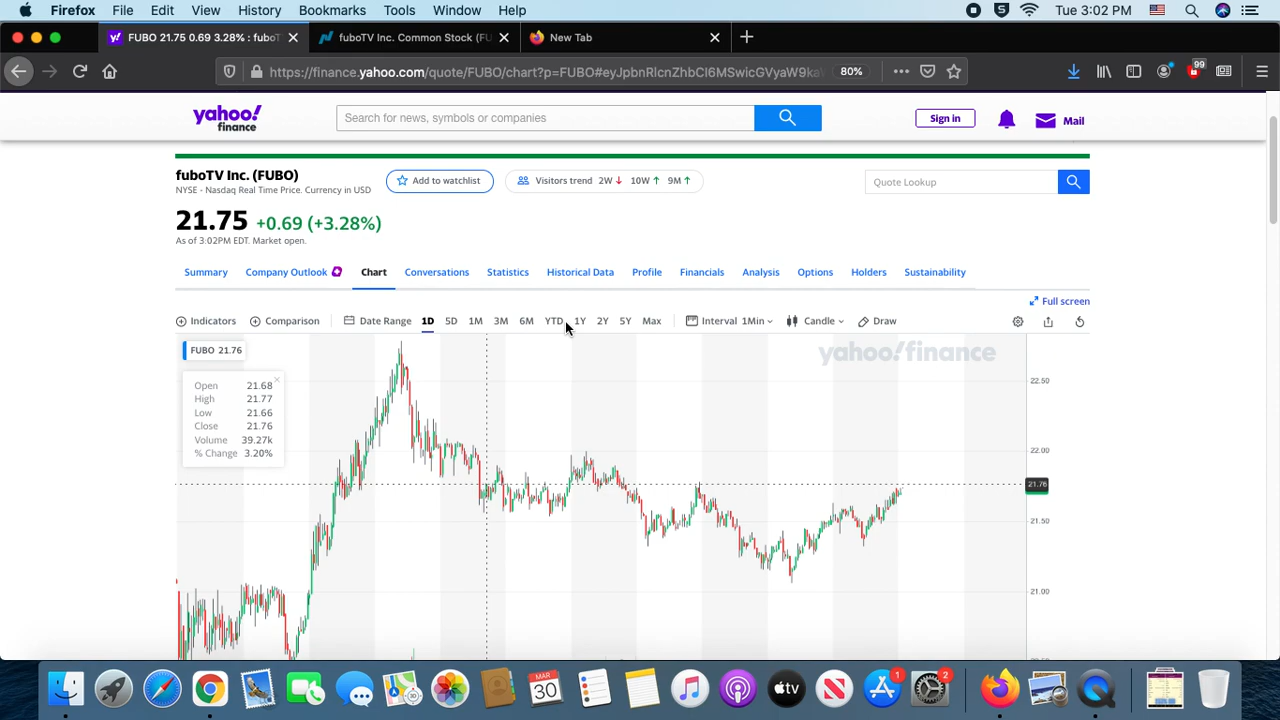 Firefox File Edit View History Bookmarks Tools Window Help
Tue 3:02 PM
FUBO 21.75 0.69 3.28% : fuboT
fuboTV Inc. Common Stock (FU
New Tab
https://finance.yahoo.com/quote/FUBO/chart?p=FUBO#eyJpbnRlcnZhbCI6MSwicGVyaW9kaW
80%
99
yahoo!
finance
Search for news, symbols or companies
Sign in
Mail
fuboTV Inc. (FUBO)
NYSE - Nasdaq Real Time Price. Currency in USD
Add to watchlist
Visitors trend 2W 10W 9M
Quote Lookup
21.75 +0.69 (+3.28%)
As of 3:02PM EDT. Market open.
Summary Company Outlook Chart Conversations Statistics Historical Data Profile Financials Analysis Options Holders Sustainability
Full screen
Indicators Comparison Date Range 1D 5D 1M 3M 6M YTD 1Y 2Y 5Y Max Interval 1Min Candle Draw
FUBO 21.76
yahoo!finance
Open 21.68
High 21.77
Low 21.66
Close 21.76
Volume 39.27k
% Change 3.20%
22.50
22.00
21.76
21.50
21.00
MAR
30
tv
1
2